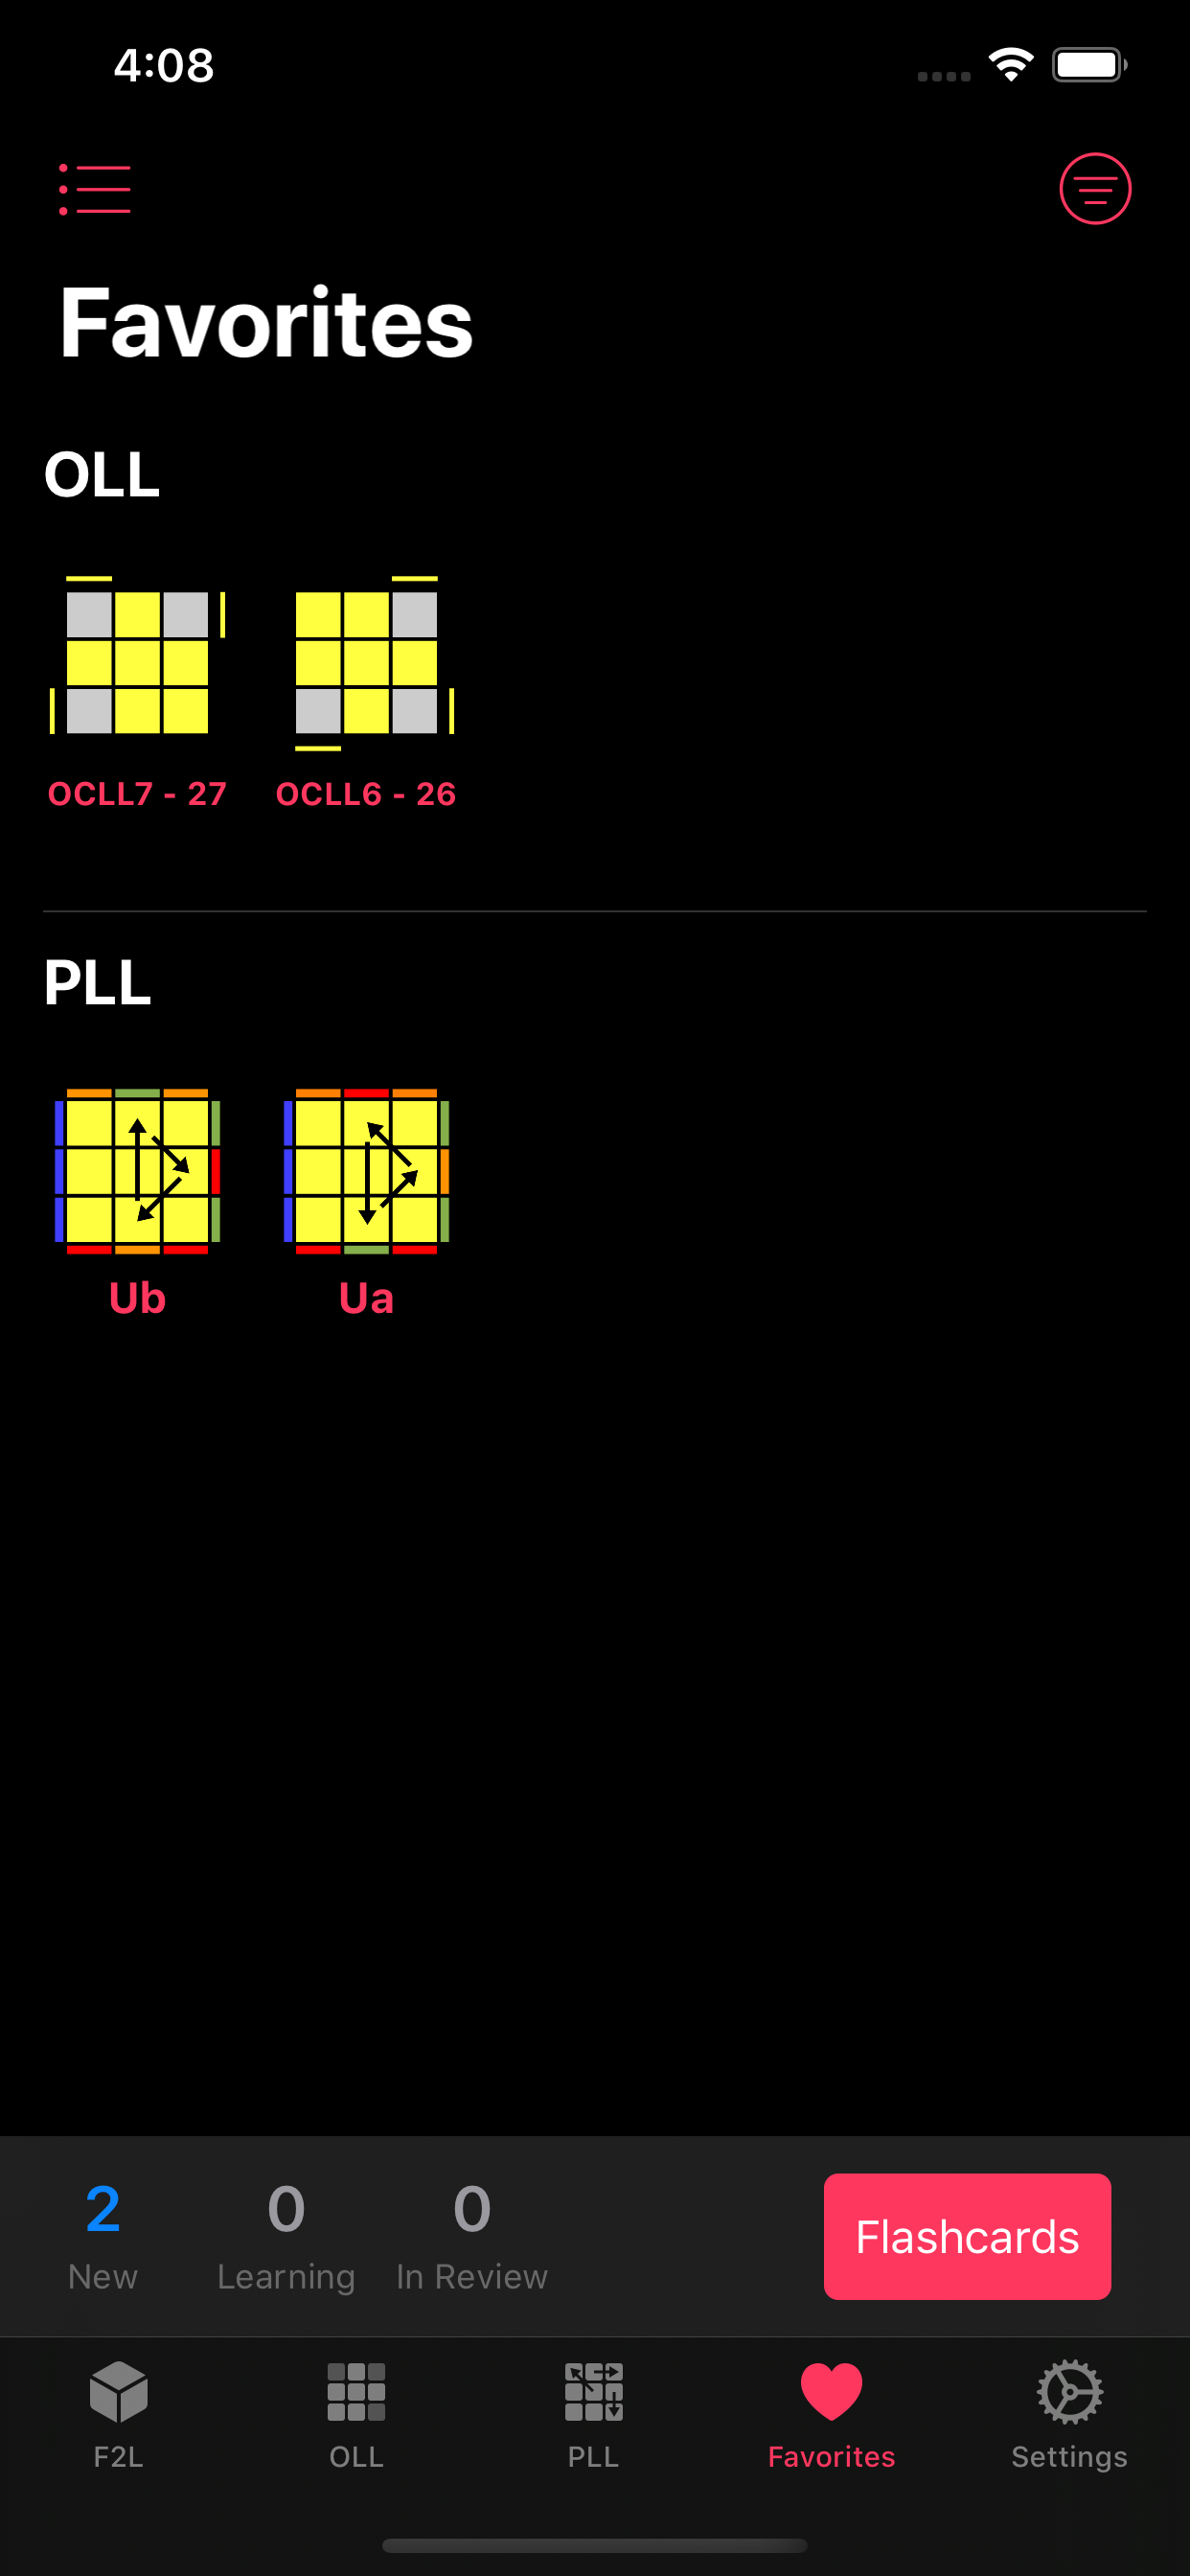 4:08
Favorites
OLL
OCLL7 - 27
OCLL6 - 26
PLL
Ub
Ua
2
New
0
Learning
0
In Review
Flashcards
F2L
OLL
PLL
Favorites
Settings